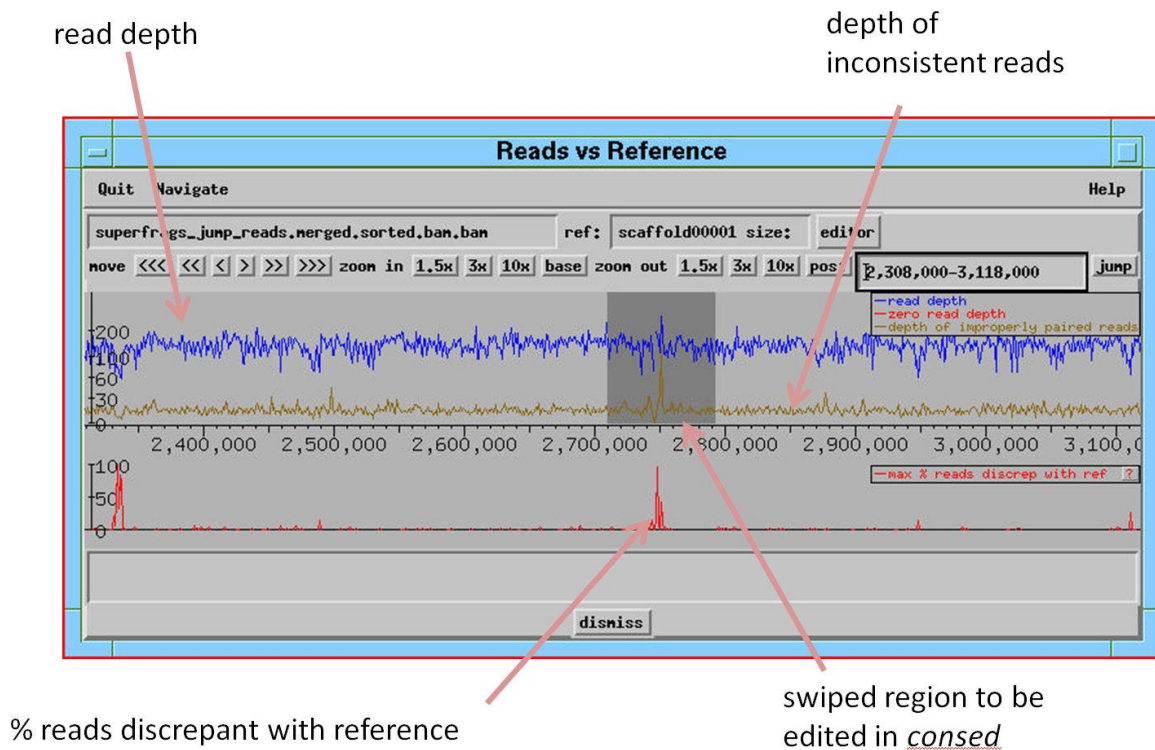 read depth
depth of
inconsistent reads
Reads vs Reference
Quit Navigate Help
superfrags_jump_reads.merged.sorted.bam.bam ref: scaffold00001 size: editor
move <<< << < > >> >>> zoom in 1.5x 3x 10x base zoom out 1.5x 3x 10x pos: 2,308,000-3,118,000 jump
read depth
zero read depth
depth of improperly paired reads
200
100
60
30
0
2,400,000 2,500,000 2,600,000 2,700,000 2,800,000 2,900,000 3,000,000 3,100,0
100
50
0
max % reads discrep with ref ?
dismiss
% reads discrepant with reference
swiped region to be
edited in consed